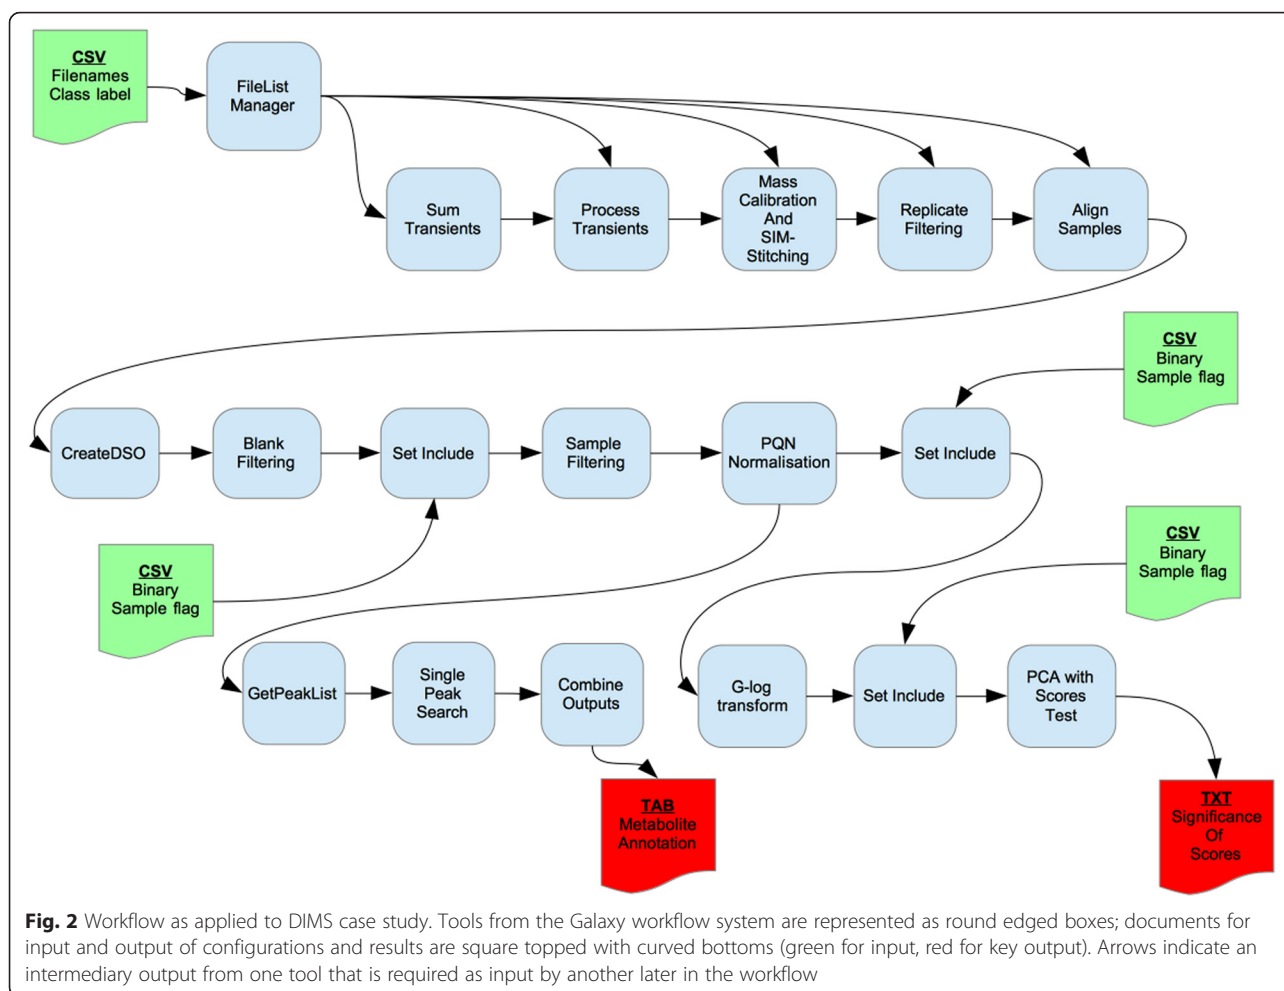 CSV
Filenames
Class label
FileList
Manager
Sum
Transients
Process
Transients
Mass
Calibration
And
SIM-
Stitching
Replicate
Filtering
Align
Samples
CSV
Binary
Sample flag
CreateDSO
Blank
Filtering
Set Include
Sample
Filtering
PQN
Normalisation
Set Include
CSV
Binary
Sample flag
CSV
Binary
Sample flag
GetPeakList
Single
Peak
Search
Combine
Outputs
G-log
transform
Set Include
PCA with
Scores
Test
TAB
Metabolite
Annotation
TXT
Significance
Of
Scores
Fig. 2 Workflow as applied to DIMS case study. Tools from the Galaxy workflow system are represented as round edged boxes; documents for
input and output of configurations and results are square topped with curved bottoms (green for input, red for key output). Arrows indicate an
intermediary output from one tool that is required as input by another later in the workflow